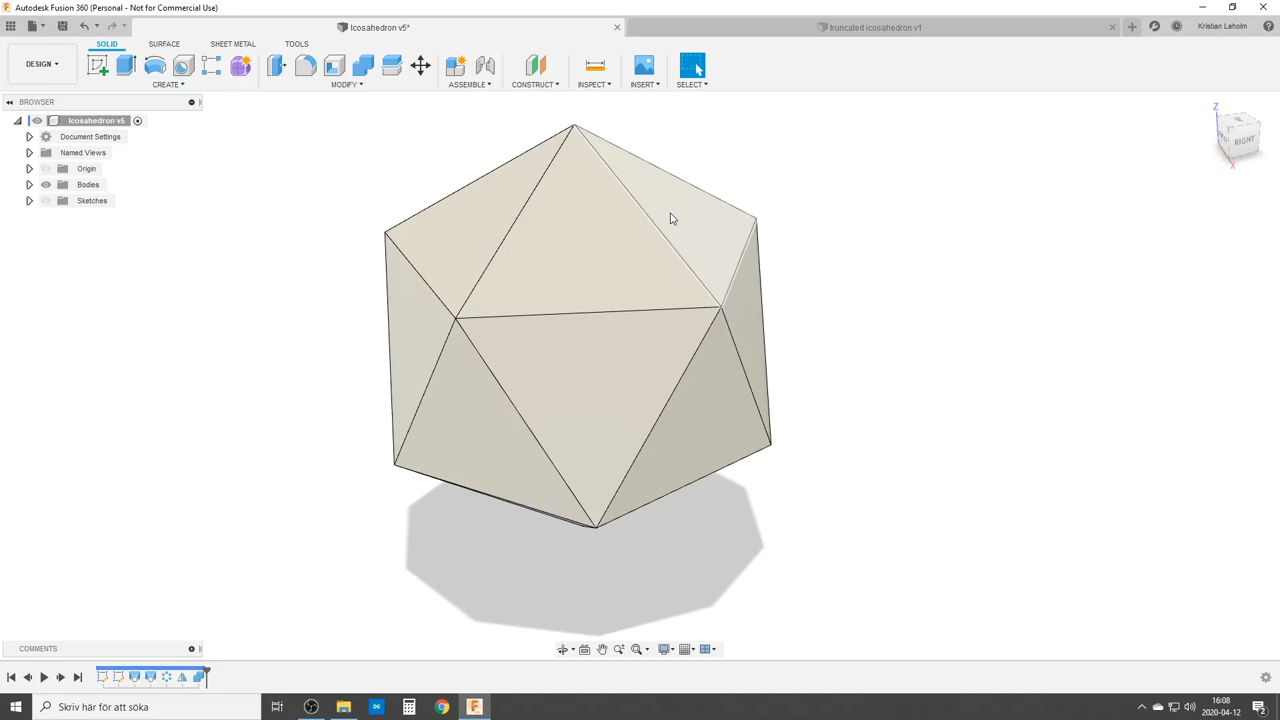 Autodesk Fusion 360 (Personal - Not for Commercial Use)
Icosahedron v5*
truncated icosahedron v1
Kristian Laholm
SOLID SURFACE SHEET METAL TOOLS
DESIGN
CREATE MODIFY ASSEMBLE CONSTRUCT INSPECT INSERT SELECT
BROWSER
Icosahedron v5
Document Settings
Named Views
Origin
Bodies
Sketches
Z
RIGHT
X
COMMENTS
Skriv här för att söka
16:08
2020-04-12
2